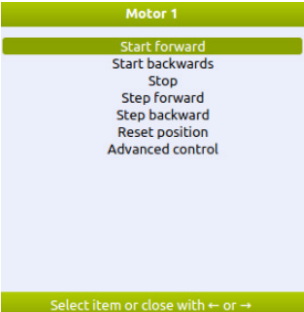 Motor 1
Start forward
Start backwards
Stop
Step forward
Step backward
Reset position
Advanced control
Select item or close with ← or →